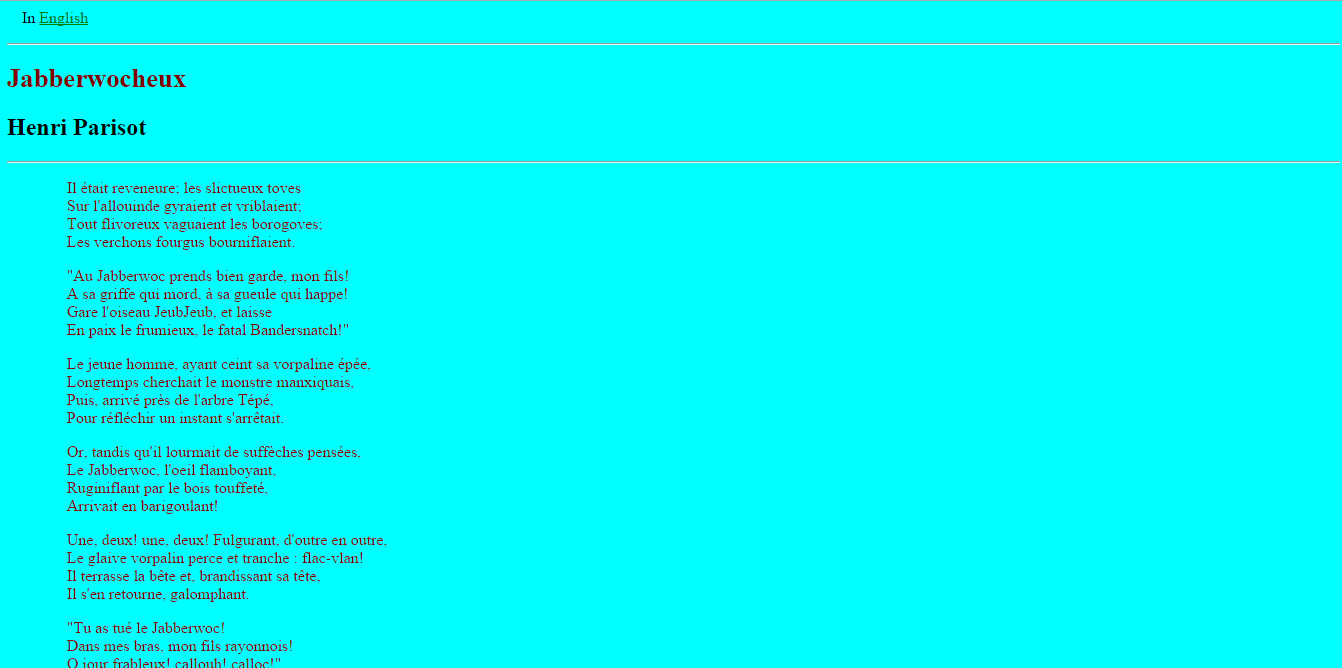 In English
Jabberwocheux
Henri Parisot
Il était reveneure; les slictueux toves
Sur l'allouinde gyraient et vriblaient;
Tout flivoreux vaguaient les borogoves;
Les verchons fourgus bourniflaient.
"Au Jabberwoc prends bien garde, mon fils!
A sa griffe qui mord, à sa gueule qui happe!
Gare l'oiseau JeubJeub, et laisse
En paix le frumieux, le fatal Bandersnatch!"
Le jeune homme, ayant ceint sa vorpaline épée,
Longtemps cherchait le monstre manxiquais,
Puis, arrivé près de l'arbre Tépé,
Pour réfléchir un instant s'arrêtait.
Or, tandis qu'il lourmait de suffèches pensées,
Le Jabberwoc, l'oeil flamboyant,
Ruginiflant par le bois touffeté,
Arrivait en barigoulant!
Une, deux! une, deux! Fulgurant, d'outre en outre,
Le glaive vorpalin perce et tranche : flac-vlan!
Il terrasse la bête et, brandissant sa tête,
Il s'en retourne, galomphant.
"Tu as tué le Jabberwoc!
Dans mes bras, mon fils rayonnois!
O jour frableux! callouh! calloc!"